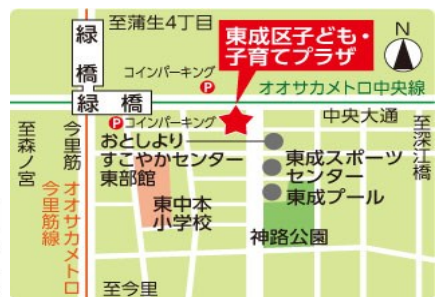 至蒲生4丁目
緑橋
東成区子ども・
子育てプラザ
N
コインパーキング
P
オオサカメトロ中央線
緑橋
P コインパーキング
中央大通
至森ノ宮
今里筋
オオサカメトロ
今里筋線
おとしより
すこやかセンター
東部館
東成スポーツ
センター
東成プール
至深江橋
東中本
小学校
神路公園
至今里